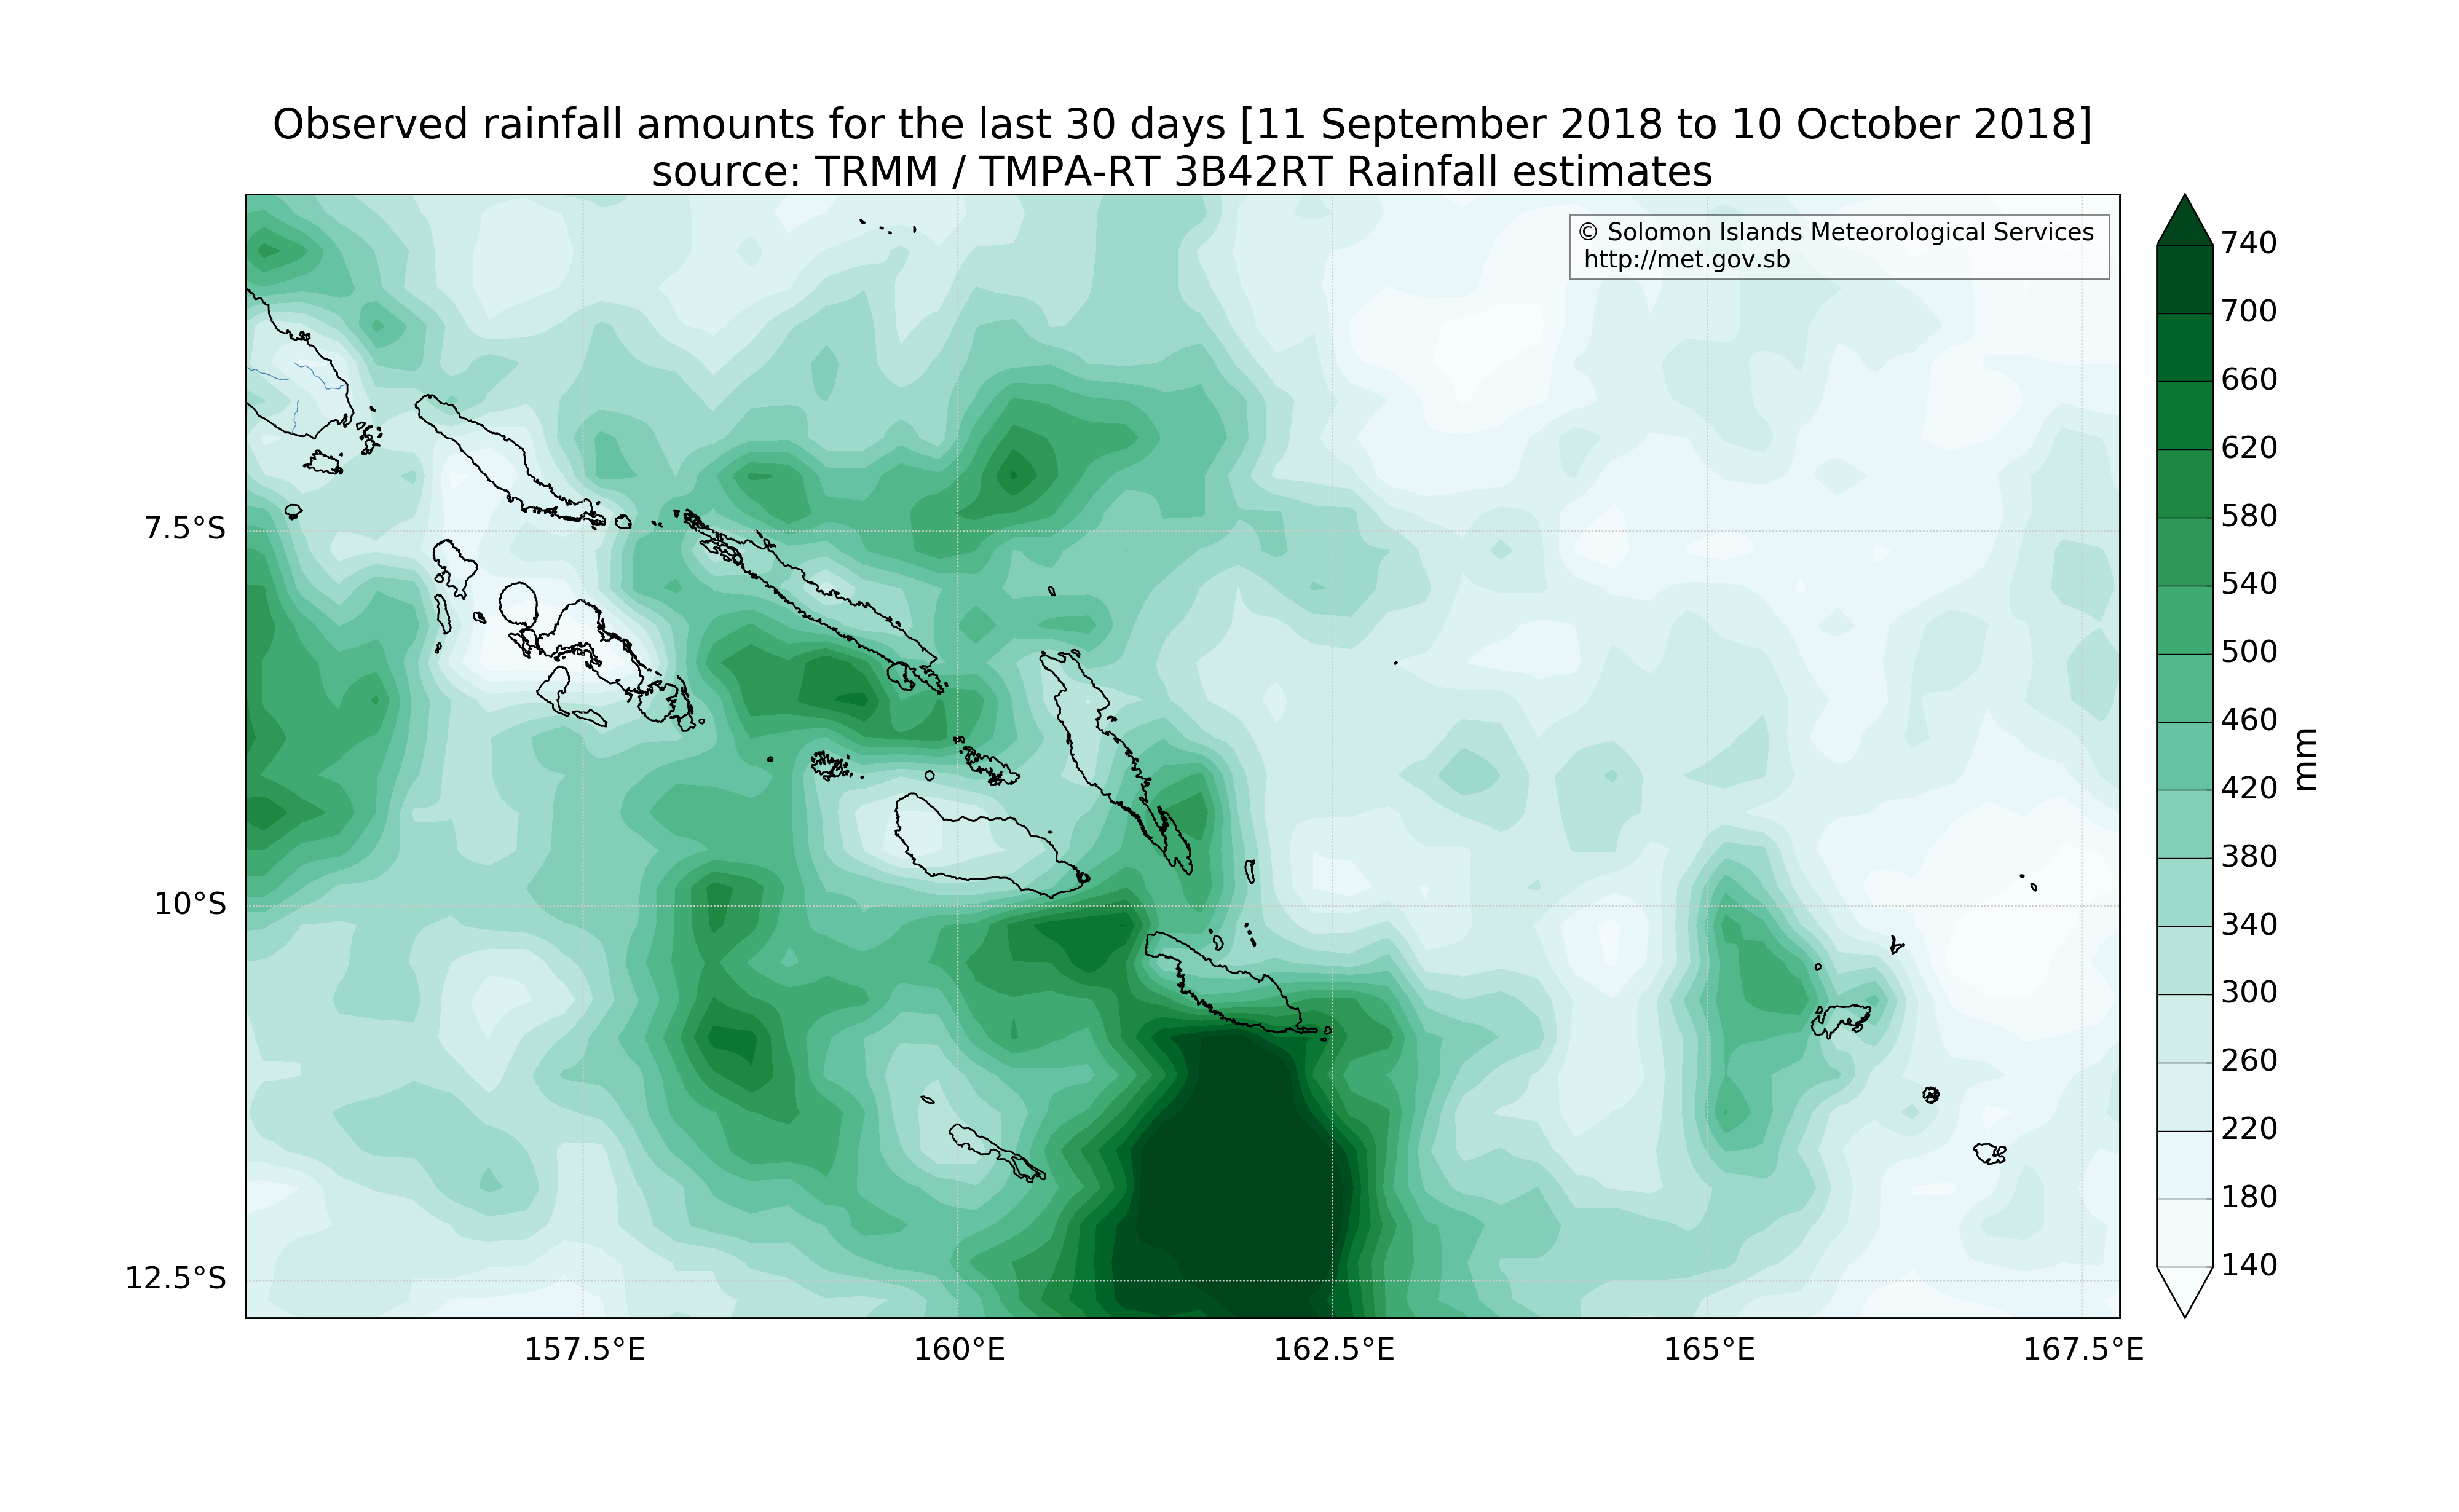 Observed rainfall amounts for the last 30 days [11 September 2018 to 10 October 2018]
source: TRMM / TMPA-RT 3B42RT Rainfall estimates
© Solomon Islands Meteorological Services
http://met.gov.sb
7.5°S
10°S
12.5°S
157.5°E
160°E
162.5°E
165°E
167.5°E
740
700
660
620
580
540
500
460
420
380
340
300
260
220
180
140
mm